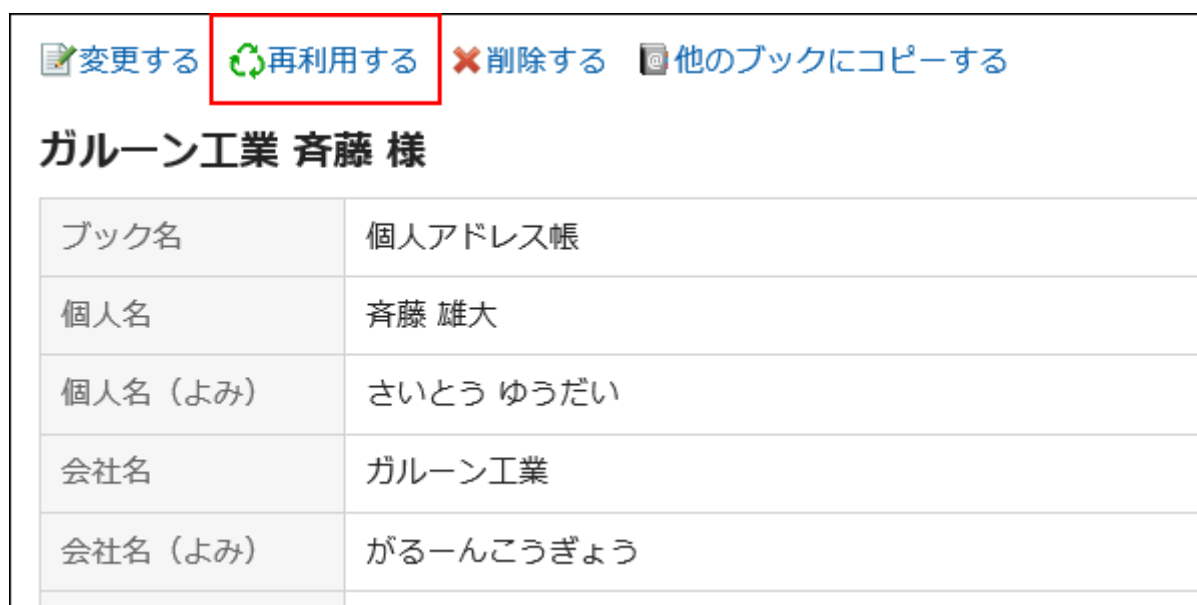 変更する 再利用する 削除する 他のブックにコピーする
ガルーン工業 斉藤 様
ブック名 個人アドレス帳
個人名 斉藤 雄大
個人名（よみ） さいとう ゆうだい
会社名 ガルーン工業
会社名（よみ） がるーんこうぎょう